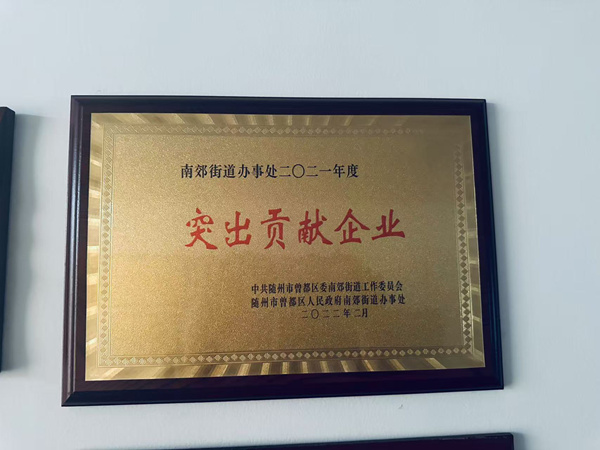 南郊街道办事处二〇二一年度
突出贡献企业
中共随州市曾都区委南郊街道工作委员会
随州市曾都区人民政府南郊街道办事处
二〇二二年二月